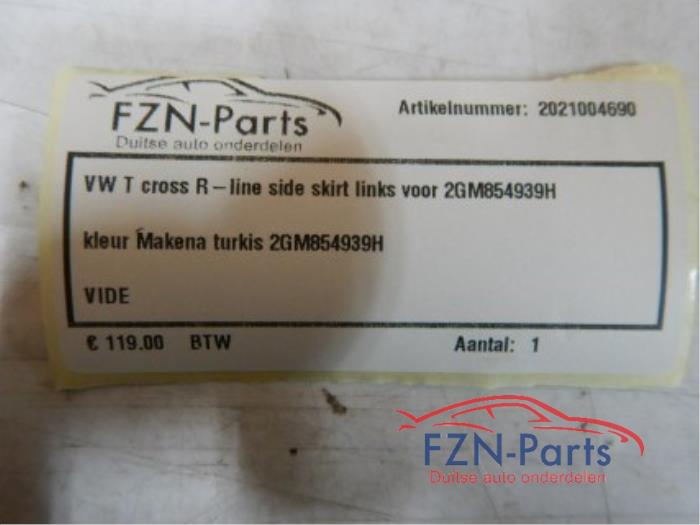 FZN-Parts
Duitse auto onderdelen
Artikelnummer: 2021004690
VW T cross R-line side skirt links voor 2GM854939H
kleur Makena turkis 2GM854939H
VIDE
€ 119.00 BTW Aantal: 1
FZN-Parts
Duitse auto onderdelen